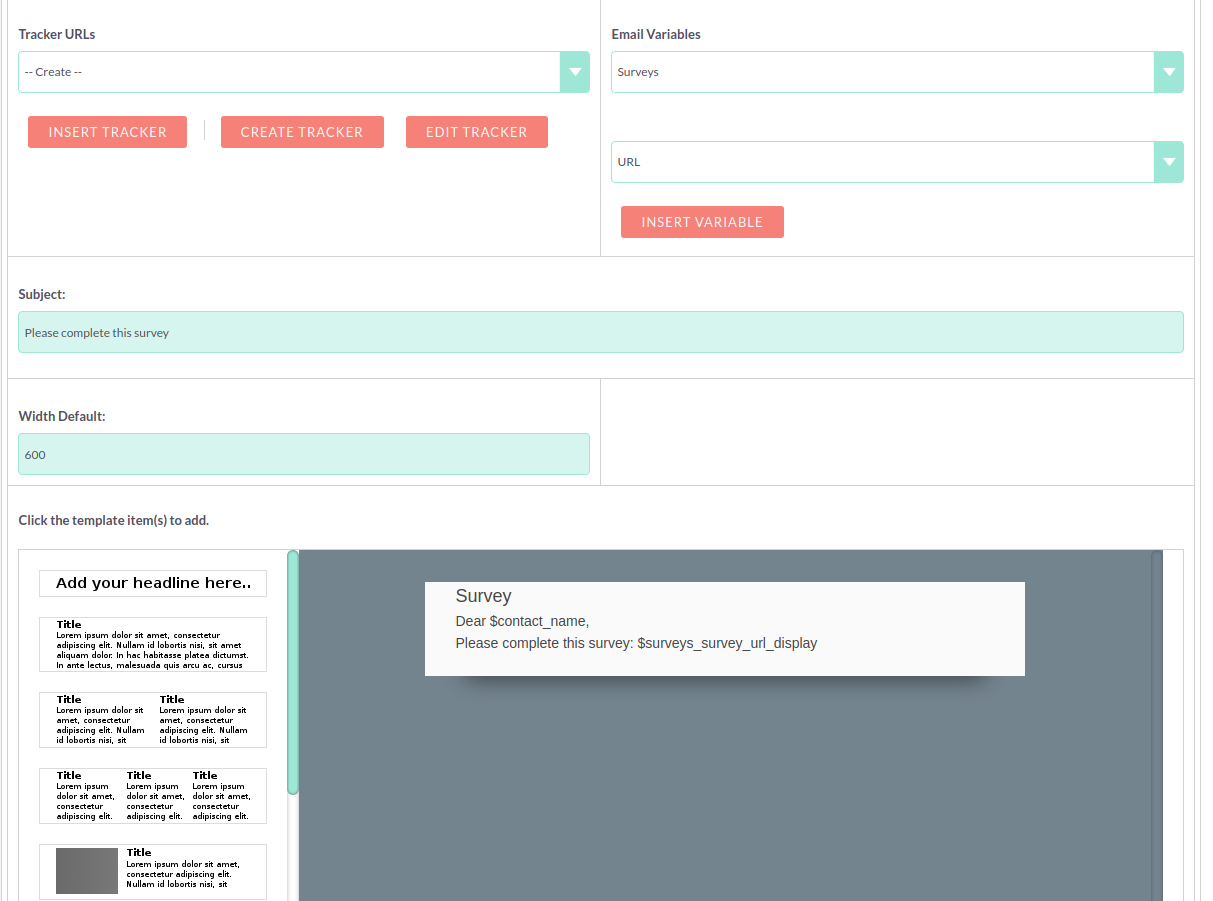 Tracker URLs
-- Create --
INSERT TRACKER
CREATE TRACKER
EDIT TRACKER
Email Variables
Surveys
URL
INSERT VARIABLE
Subject:
Please complete this survey
Width Default:
600
Click the template item(s) to add.
Add your headline here..
Title
Lorem ipsum dolor sit amet, consectetur
adipiscing elit. Nullam id lobortis nisi, sit amet
aliquam dolor. In hac habitasse platea dictumst.
In ante lectus, malesuada quis arcu ac, cursus
Title
Lorem ipsum dolor sit
amet, consectetur
adipiscing elit. Nullam
id lobortis nisi, sit
Title
Lorem ipsum dolor sit
amet, consectetur
adipiscing elit. Nullam
id lobortis nisi, sit
Title
Lorem ipsum
dolor sit amet,
consectetur
adipiscing elit.
Title
Lorem ipsum
dolor sit amet,
consectetur
adipiscing elit.
Title
Lorem ipsum
dolor sit amet,
consectetur
adipiscing elit.
Title
Lorem ipsum dolor sit amet,
consectetur adipiscing elit.
Nullam id lobortis nisi, sit
Survey
Dear $contact_name,
Please complete this survey: $surveys_survey_url_display